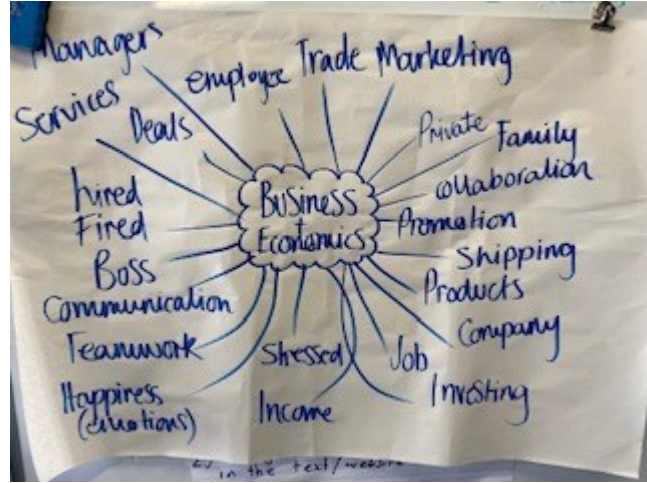 Managers
Services
Deals
employee
Trade
Marketing
Private
Family
collaboration
Promotion
Shipping
Products
Company
Investing
Job
Stressed
Income
hired
Fired
Boss
Communication
Teamwork
Happiness
(emotions)
Business
+
Economics
in the text/website